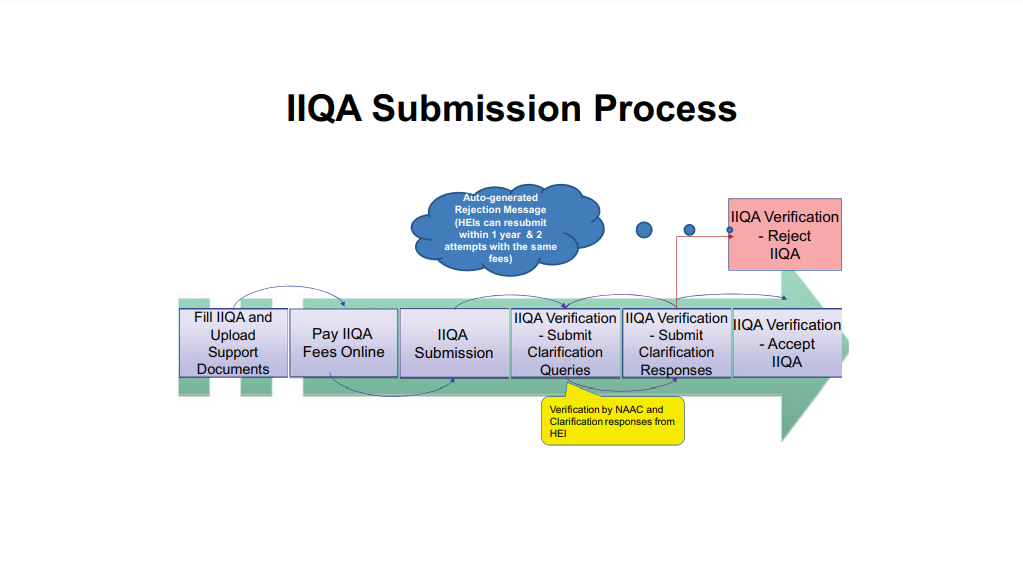 IIQA Submission Process
Auto-generated
Rejection Message
(HEIs can resubmit
within 1 year & 2
attempts with the same
fees)
IIQA Verification
- Reject
IIQA
Fill IIQA and
Upload
Support
Documents
Pay IIQA
Fees Online
IIQA
Submission
IIQA Verification
- Submit
Clarification
Queries
IIQA Verification
- Submit
Clarification
Responses
IIQA Verification
- Accept
IIQA
Verification by NAAC and
Clarification responses from
HEI